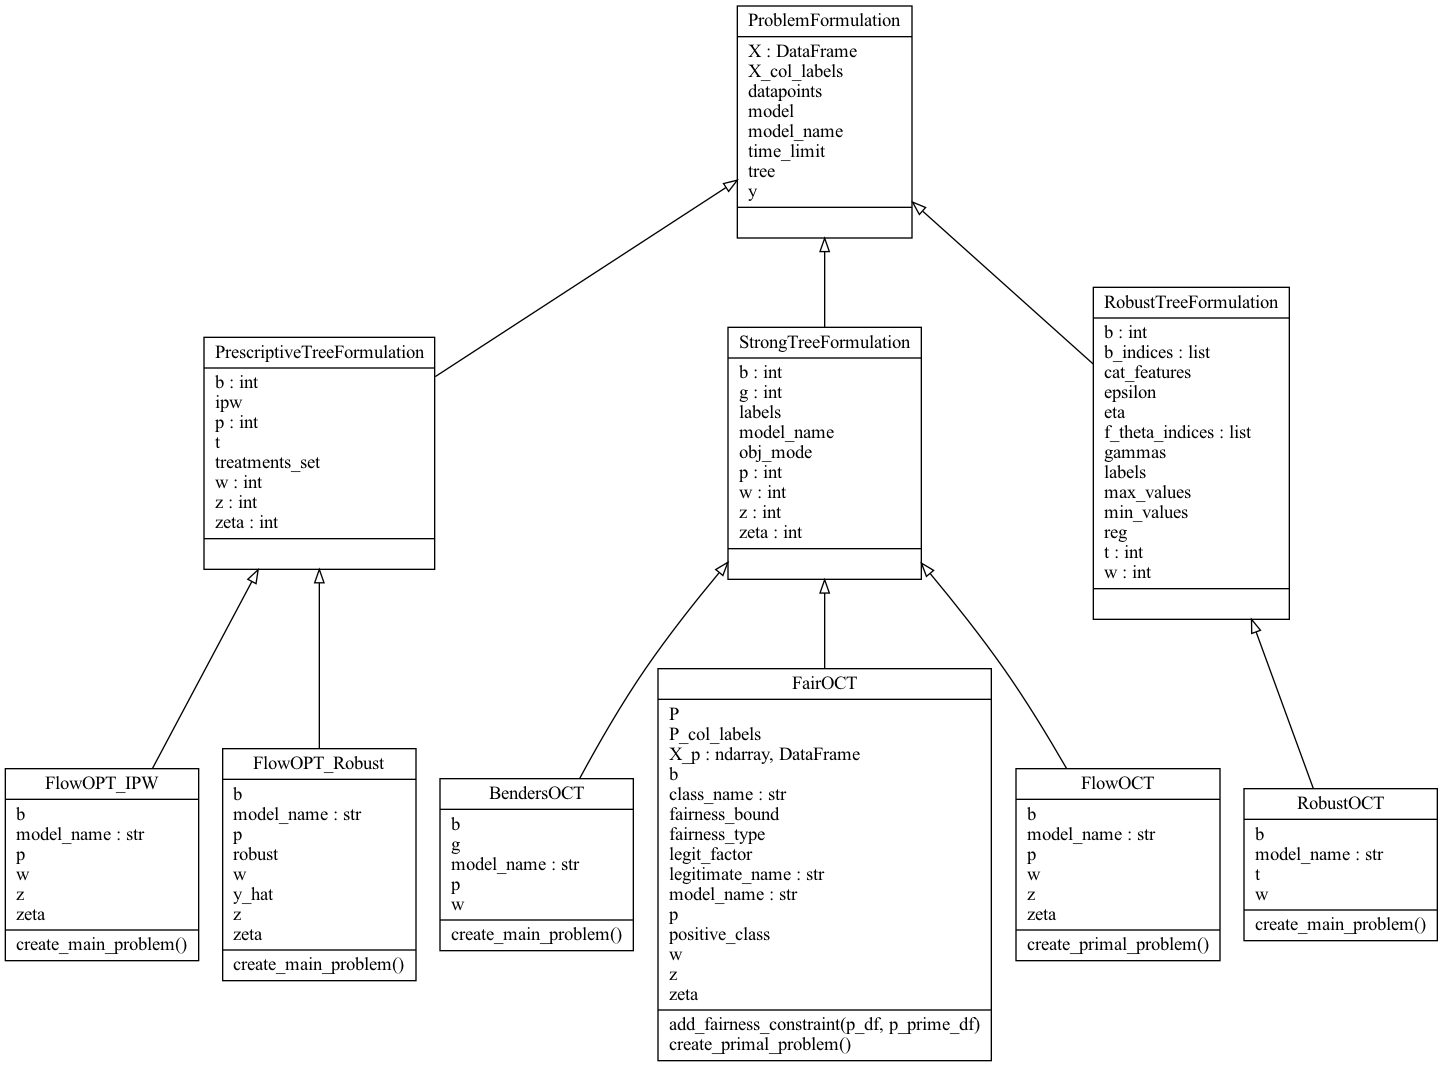 ProblemFormulation
X : DataFrame
X_col_labels
datapoints
model
model_name
time_limit
tree
y
PrescriptiveTreeFormulation
b : int
ipw
p : int
t
treatments_set
w : int
z : int
zeta : int
StrongTreeFormulation
b : int
g : int
labels
model_name
obj_mode
p : int
w : int
z : int
zeta : int
RobustTreeFormulation
b : int
b_indices : list
cat_features
epsilon
eta
f_theta_indices : list
gammas
labels
max_values
min_values
reg
t : int
w : int
FlowOPT_IPW
b
model_name : str
p
w
z
zeta
create_main_problem()
FlowOPT_Robust
b
model_name : str
p
robust
w
y_hat
z
zeta
create_main_problem()
BendersOCT
b
g
model_name : str
p
w
create_main_problem()
FairOCT
P
P_col_labels
X_p : ndarray, DataFrame
b
class_name : str
fairness_bound
fairness_type
legit_factor
legitimate_name : str
model_name : str
p
positive_class
w
z
zeta
add_fairness_constraint(p_df, p_prime_df)
create_primal_problem()
FlowOCT
b
model_name : str
p
w
z
zeta
create_primal_problem()
RobustOCT
b
model_name : str
t
w
create_main_problem()